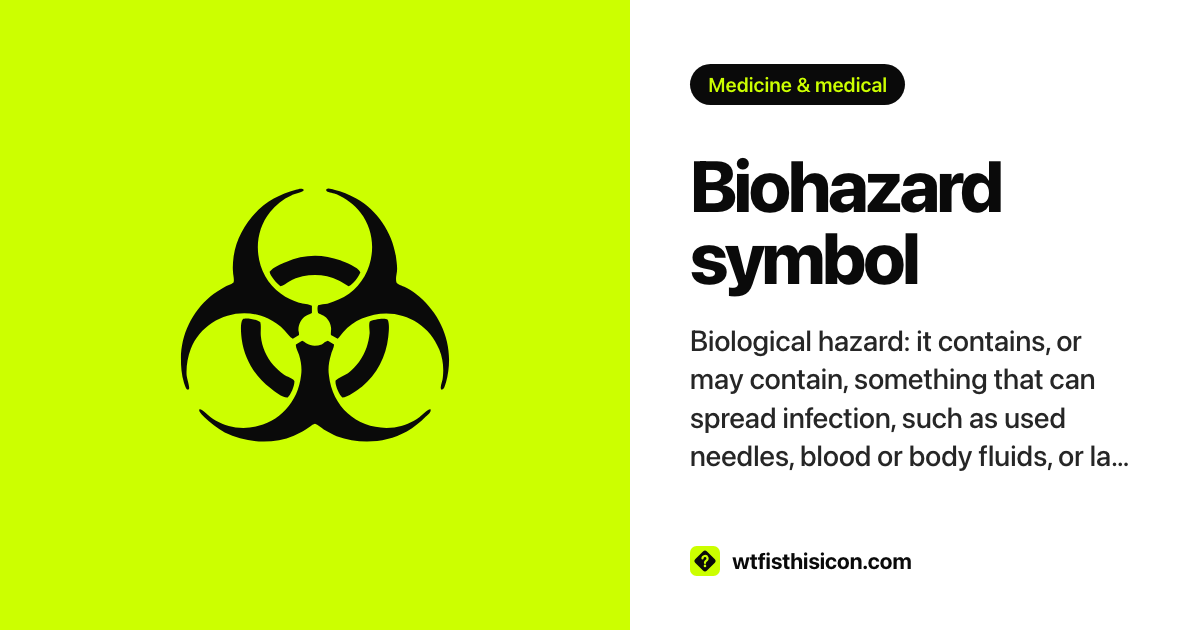 Medicine & medical
Biohazard
symbol
Biological hazard: it contains, or
may contain, something that can
spread infection, such as used
needles, blood or body fluids, or la...
?
wtfisthisicon.com